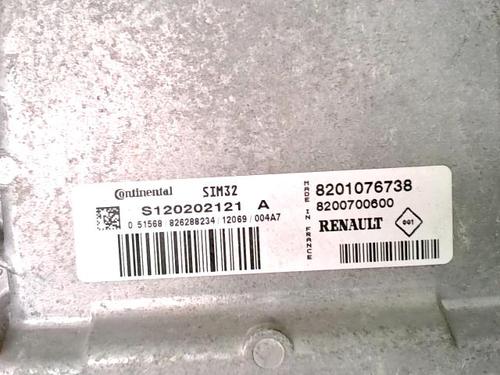 Continental SIM32
S120202121 A
0 51568 826288234/12069/004A7
MADE IN FRANCE
8201076738
8200700600
RENAULT 001